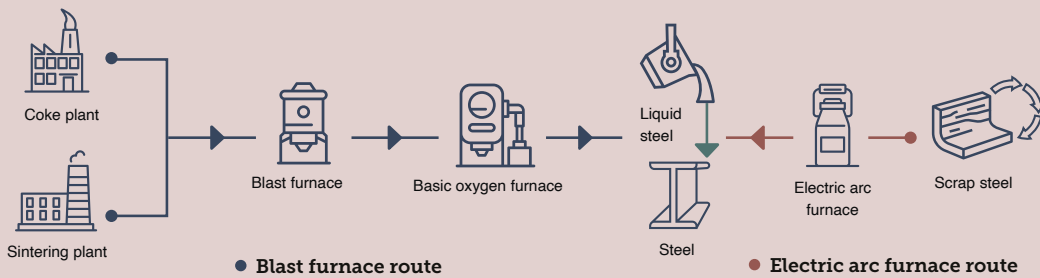 Coke plant
Sintering plant
Blast furnace
Basic oxygen furnace
Liquid
steel
Steel
Electric arc
furnace
Scrap steel
Blast furnace route
Electric arc furnace route